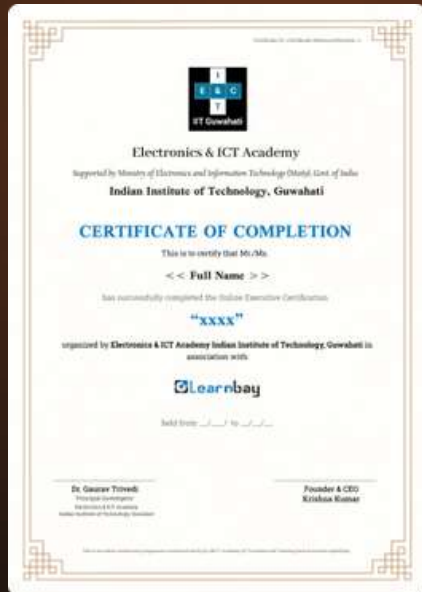 I
E & C
T
IIT Guwahati
Electronics & ICT Academy
Supported by Ministry of Electronics and Information Technology (Meity), Govt. of India
Indian Institute of Technology, Guwahati
CERTIFICATE OF COMPLETION
This is to certify that Mr./Ms.
<< Full Name >>
has successfully completed the Online Executive Certification
“xxxx”
organized by Electronics & ICT Academy Indian Institute of Technology, Guwahati in
association with
Learnbay
held from __/__/ to __/__/__
Dr. Gaurav Trivedi
Principal Investigator
Electronics & ICT Academy
Indian Institute of Technology, Guwahati
Founder & CEO
Krishna Kumar